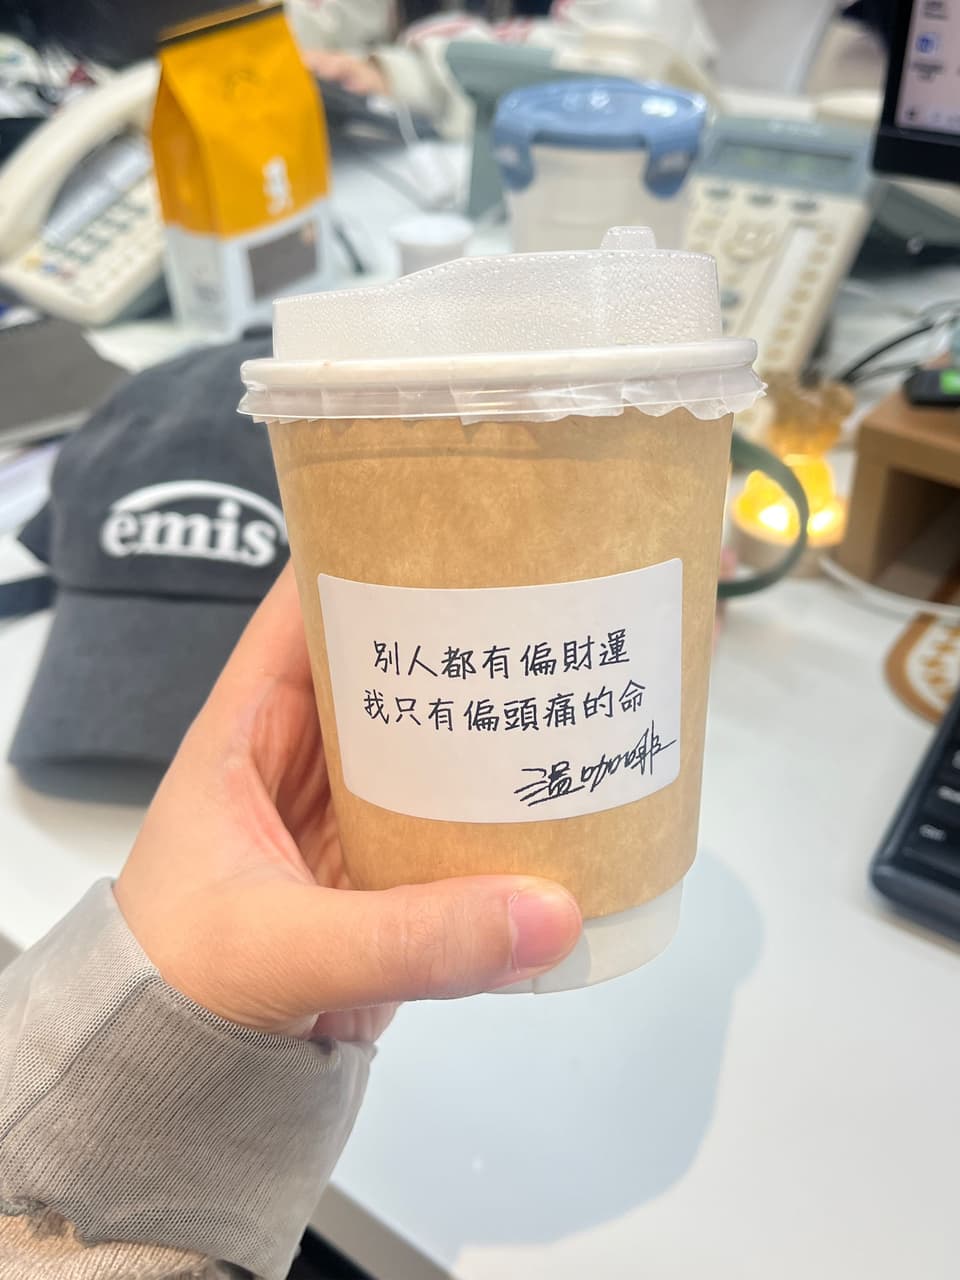 emis
別人都有偏財運
我只有偏頭痛的命
溫咖啡